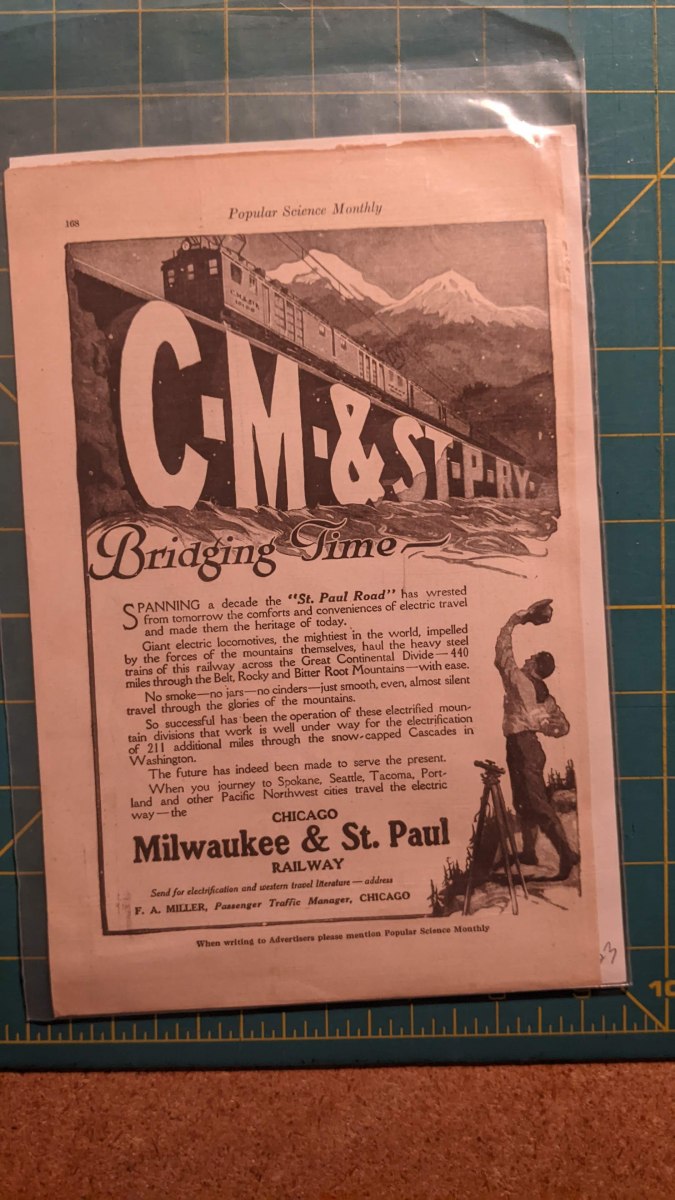 168
Popular Science Monthly
C·M·&ST·P·RY·
Bridging Time
SPANNING a decade the "St. Paul Road" has wrested
from tomorrow the comforts and conveniences of electric travel
and made them the heritage of today.
Giant electric locomotives, the mightiest in the world, impelled
by the forces of the mountains themselves, haul the heavy steel
trains of this railway across the Great Continental Divide—440
miles through the Belt, Rocky and Bitter Root Mountains—with ease.
No smoke—no jars—no cinders—just smooth, even, almost silent
travel through the glories of the mountains.
So successful has been the operation of these electrified moun-
tain divisions that work is well under way for the electrification
of 211 additional miles through the snow-capped Cascades in
Washington.
The future has indeed been made to serve the present.
When you journey to Spokane, Seattle, Tacoma, Port-
land and other Pacific Northwest cities travel the electric
way—the
CHICAGO
Milwaukee & St. Paul
RAILWAY
Send for electrification and western travel literature—address
F. A. MILLER, Passenger Traffic Manager, CHICAGO
When writing to Advertisers please mention Popular Science Monthly
10